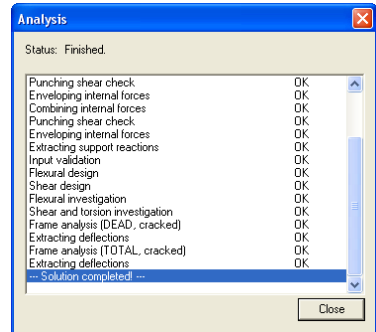 Analysis
Status: Finished.
Punching shear check OK
Enveloping internal forces OK
Combining internal forces OK
Punching shear check OK
Enveloping internal forces OK
Extracting support reactions OK
Input validation OK
Flexural design OK
Shear design OK
Flexural investigation OK
Shear and torsion investigation OK
Frame analysis (DEAD, cracked) OK
Extracting deflections OK
Frame analysis (TOTAL, cracked) OK
Extracting deflections OK
--- Solution completed! ---
Close